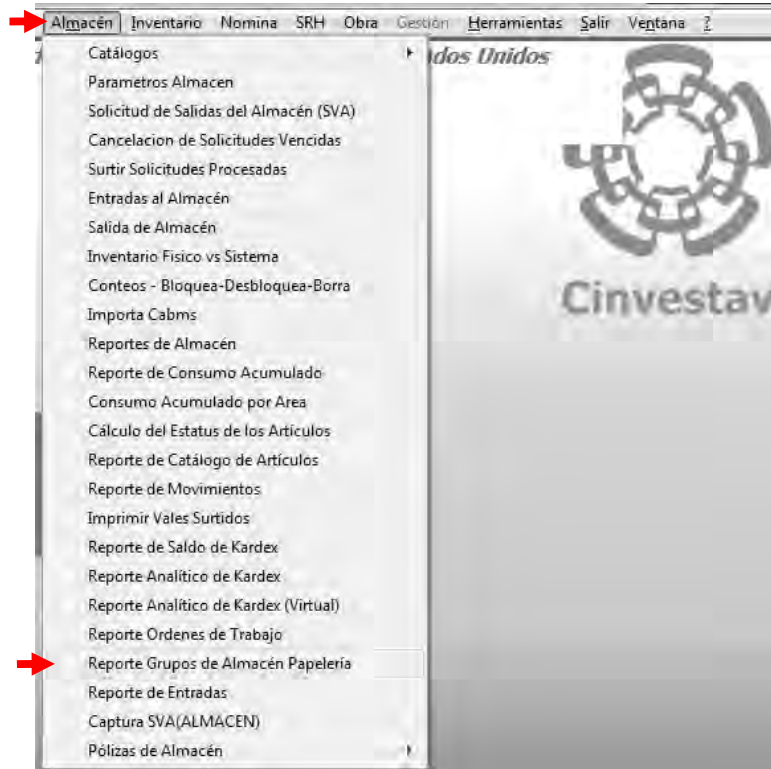 Almacén Inventario Nomina SRH Obra Gestión Herramientas Salir Ventana ?
Catálogos
dos Unidos
Parametros Almacen
Solicitud de Salidas del Almacén (SVA)
Cancelacion de Solicitudes Vencidas
Surtir Solicitudes Procesadas
Entradas al Almacén
Salida de Almacén
Inventario Fisico vs Sistema
Conteos - Bloquea-Desbloquea-Borra
Cinvestav
Importa Cabms
Reportes de Almacén
Reporte de Consumo Acumulado
Consumo Acumulado por Area
Cálculo del Estatus de los Artículos
Reporte de Catálogo de Artículos
Reporte de Movimientos
Imprimir Vales Surtidos
Reporte de Saldo de Kardex
Reporte Analítico de Kardex
Reporte Analítico de Kardex (Virtual)
Reporte Ordenes de Trabajo
Reporte Grupos de Almacén Papelería
Reporte de Entradas
Captura SVA(ALMACEN)
Pólizas de Almacén